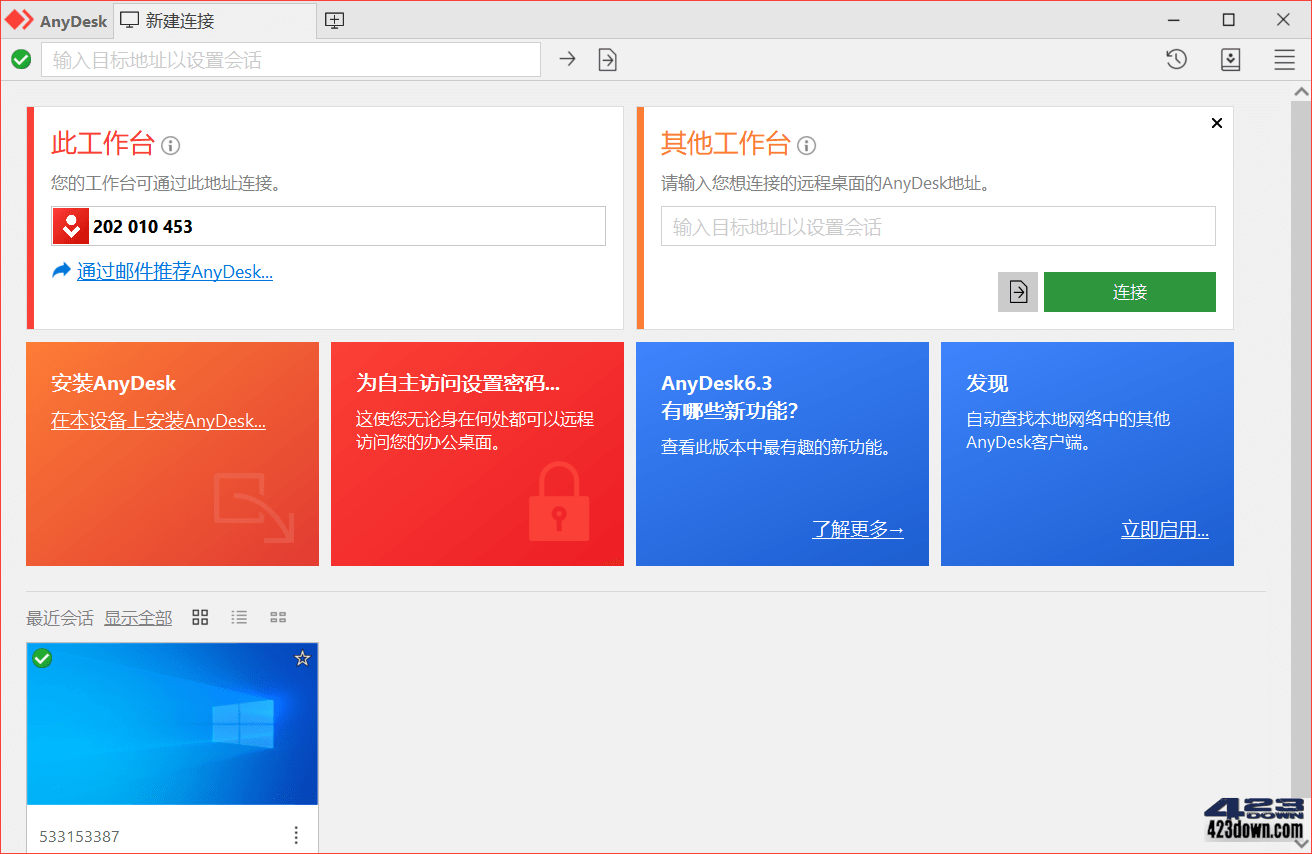 AnyDesk
新建连接
输入目标地址以设置会话
此工作台
您的工作台可通过此地址连接。
202 010 453
通过邮件推荐AnyDesk...
其他工作台
请输入您想连接的远程桌面的AnyDesk地址。
输入目标地址以设置会话
连接
安装AnyDesk
在本设备上安装AnyDesk...
为自主访问设置密码...
这使您无论身在何处都可以远程
访问您的办公桌面。
AnyDesk6.3
有哪些新功能?
查看此版本中最有趣的新功能。
了解更多→
发现
自动查找本地网络中的其他
AnyDesk客户端。
立即启用...
最近会话 显示全部
533153387
423
DOWN
423down.com